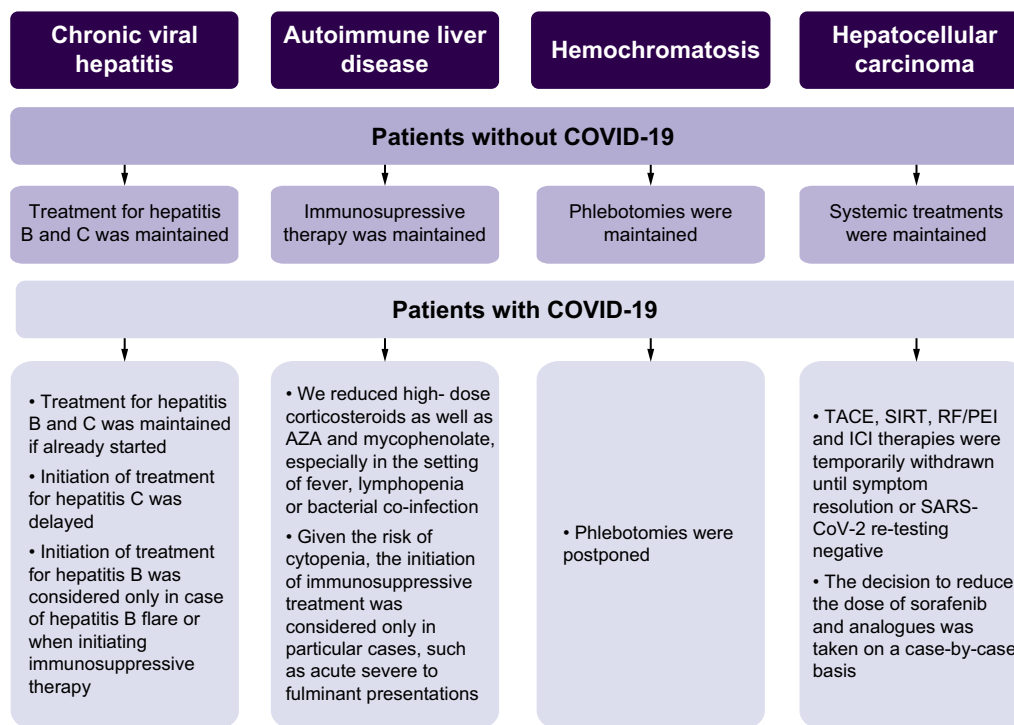 Chronic viral
hepatitis
Autoimmune liver
disease
Hemochromatosis
Hepatocellular
carcinoma
Patients without COVID-19
Treatment for hepatitis
B and C was maintained
Immunosupressive
therapy was maintained
Phlebotomies were
maintained
Systemic treatments
were maintained
Patients with COVID-19
• Treatment for hepatitis
B and C was maintained
if already started
• Initiation of treatment
for hepatitis C was
delayed
• Initiation of treatment
for hepatitis B was
considered only in case
of hepatitis B flare or
when initiating
immunosuppressive
therapy
• We reduced high- dose
corticosteroids as well as
AZA and mycophenolate,
especially in the setting
of fever, lymphopenia
or bacterial co-infection
• Given the risk of
cytopenia, the initiation
of immunosuppressive
treatment was
considered only in
particular cases, such
as acute severe to
fulminant presentations
• Phlebotomies were
postponed
• TACE, SIRT, RF/PEI
and ICI therapies were
temporarily withdrawn
until symptom
resolution or SARS-
CoV-2 re-testing
negative
• The decision to reduce
the dose of sorafenib
and analogues was
taken on a case-by-case
basis